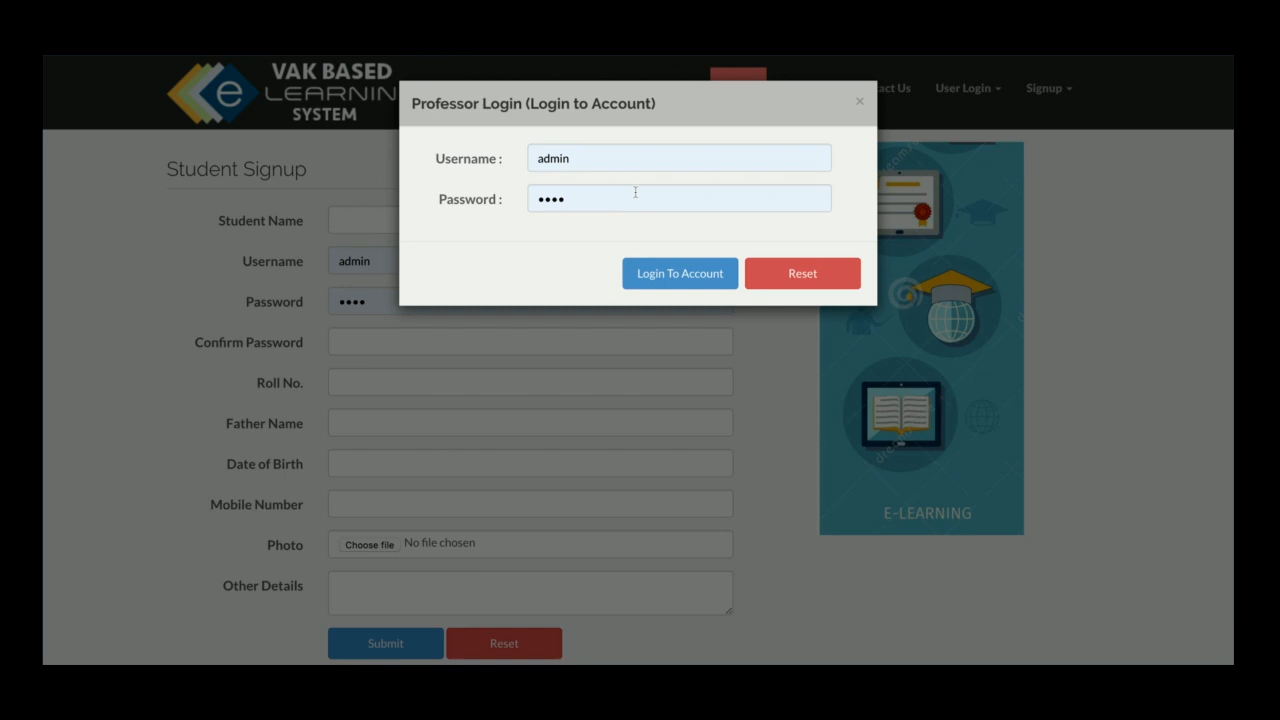 VAK BASED
LEARNIN
SYSTEM
act Us
User Login
Signup
Professor Login (Login to Account)
×
Username :
admin
Password :
••••
Login To Account
Reset
Student Signup
Student Name
Username
admin
Password
••••
Confirm Password
Roll No.
Father Name
Date of Birth
Mobile Number
Photo
Choose file
No file chosen
Other Details
Submit
Reset
E-LEARNING